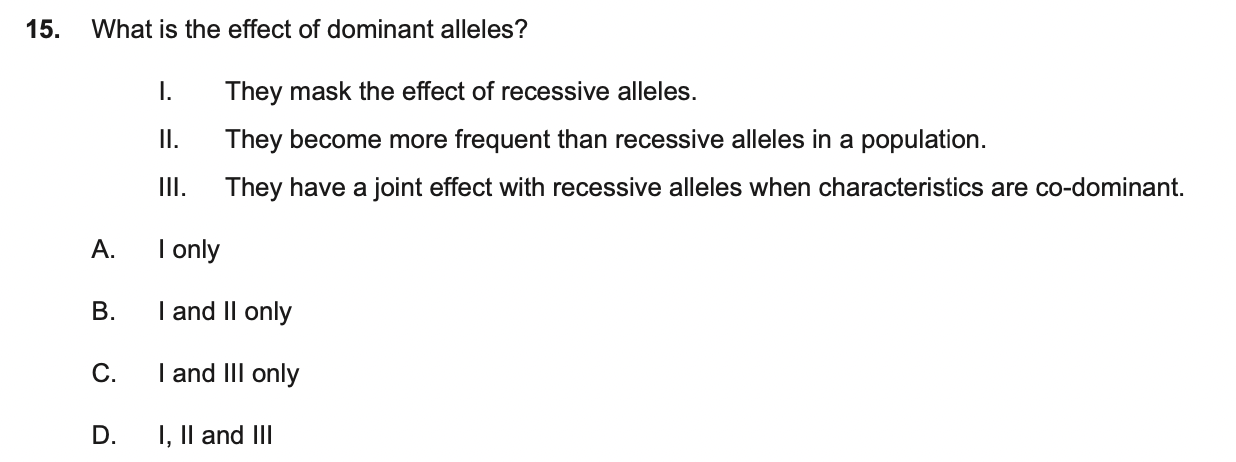 15. What is the effect of dominant alleles?
I. They mask the effect of recessive alleles.
II. They become more frequent than recessive alleles in a population.
III. They have a joint effect with recessive alleles when characteristics are co-dominant.
A. I only
B. I and II only
C. I and III only
D. I, II and III